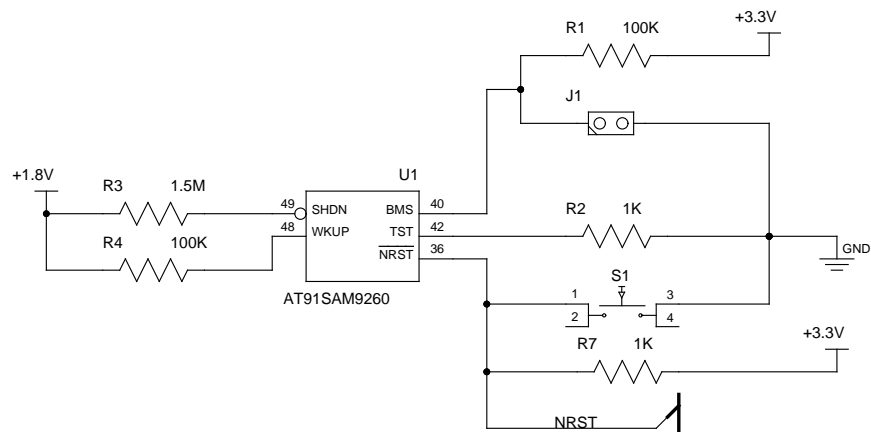 +3.3V
R1 100K
J1
+1.8V
U1
R3 1.5M
49 SHDN BMS 40
R2 1K
48 WKUP TST 42
R4 100K
NRST 36
GND
S1
AT91SAM9260
1 3
2 4
+3.3V
R7 1K
NRST